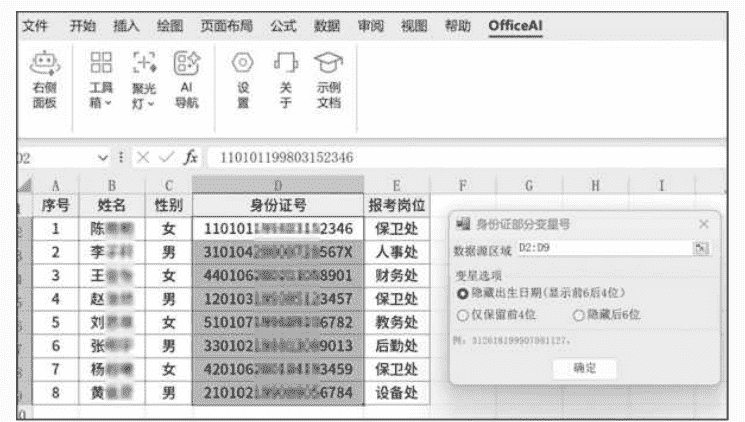 文件 开始 插入 绘图 页面布局 公式 数据 审阅 视图 帮助 OfficeAI
右侧面板 工具箱 聚光灯 AI导航 设置 关于 示例文档
D2 fx 110101199803152346
A B C D E F G H I
序号 姓名 性别 身份证号 报考岗位
1 陈 女 110101 2346 保卫处
2 李 男 310104 567X 人事处
3 王 女 440106 8901 财务处
4 赵 男 120103 3457 保卫处
5 刘 女 510107 6782 教务处
6 张 男 330102 9013 后勤处
7 杨 女 420106 3459 保卫处
8 黄 男 210102 6784 设备处
身份证部分变星号
数据源区域 D2:D9
变星选项
隐藏出生日期(显示前6后4位)
仅保留前4位 隐藏后6位
确定